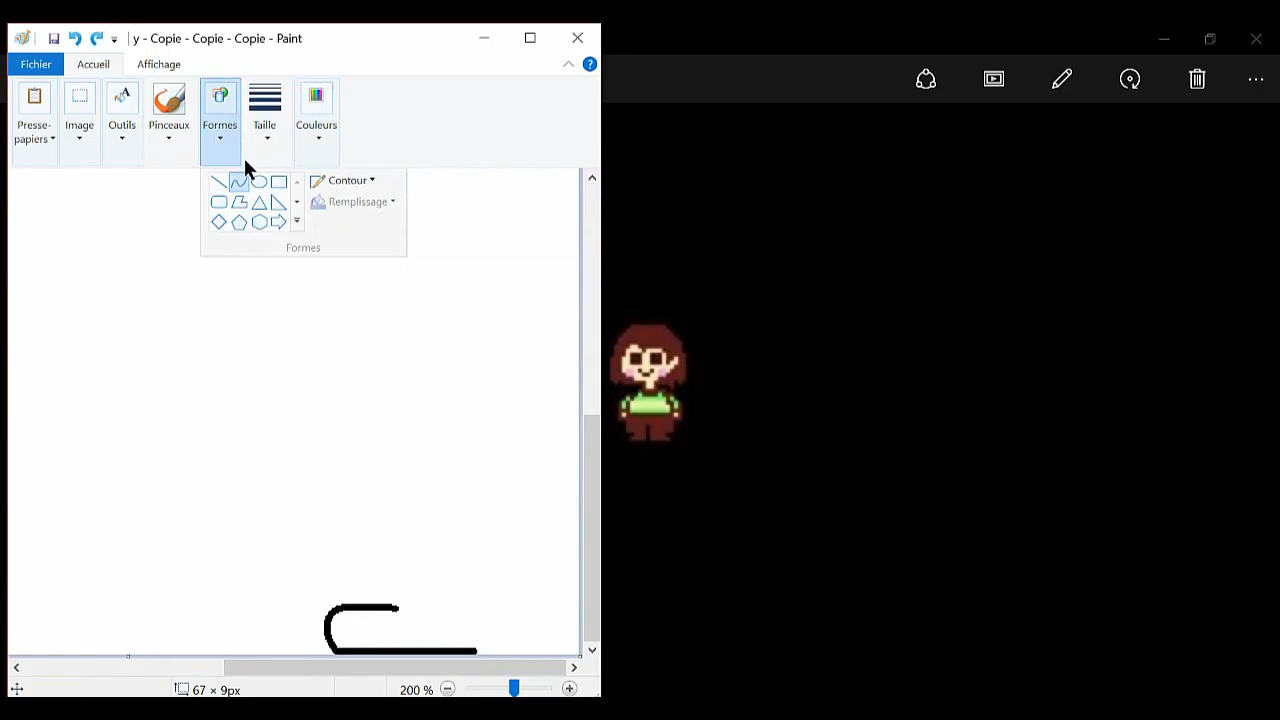 y - Copie - Copie - Copie - Paint
Fichier Accueil Affichage
Presse-papiers Image Outils Pinceaux Formes Taille Couleurs
Contour
Remplissage
Formes
67 × 9px 200 %